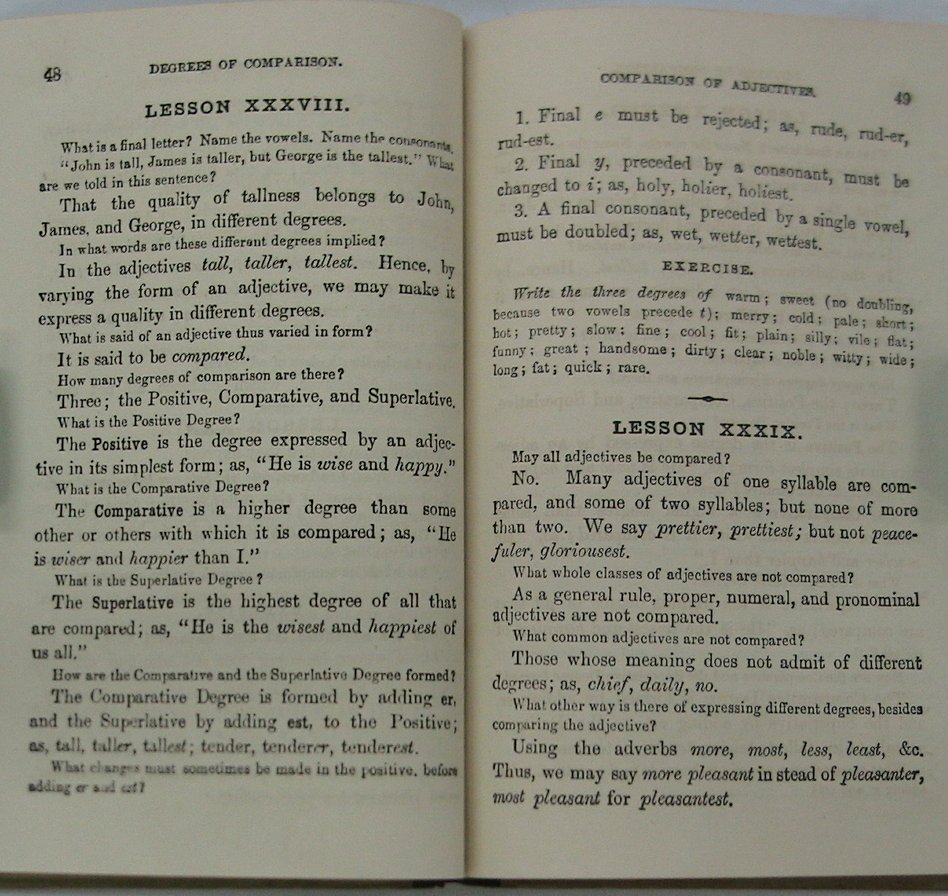 48
DEGREES OF COMPARISON.
LESSON XXXVIII.
What is a final letter? Name the vowels. Name the consonants.
"John is tall, James is taller, but George is the tallest." What
are we told in this sentence?
That the quality of tallness belongs to John,
James, and George, in different degrees.
In what words are these different degrees implied?
In the adjectives tall, taller, tallest. Hence, by
varying the form of an adjective, we may make it
express a quality in different degrees.
What is said of an adjective thus varied in form?
It is said to be compared.
How many degrees of comparison are there?
Three; the Positive, Comparative, and Superlative.
What is the Positive Degree?
The Positive is the degree expressed by an adjec-
tive in its simplest form; as, "He is wise and happy."
What is the Comparative Degree?
The Comparative is a higher degree than some
other or others with which it is compared; as, "He
is wiser and happier than I."
What is the Superlative Degree?
The Superlative is the highest degree of all that
are compared; as, "He is the wisest and happiest of
us all."
How are the Comparative and the Superlative Degree formed?
The Comparative Degree is formed by adding er,
and the Superlative by adding est, to the Positive;
as, tall, taller, tallest; tender, tenderer, tenderest.
What changes must sometimes be made in the positive, before
adding er and est?
COMPARISON OF ADJECTIVES.
49
1. Final e must be rejected; as, rude, rud-er,
rud-est.
2. Final y, preceded by a consonant, must be
changed to i; as, holy, holier, holiest.
3. A final consonant, preceded by a single vowel,
must be doubled; as, wet, wetter, wettest.
EXERCISE.
Write the three degrees of warm; sweet (no doubling,
because two vowels precede t); merry; cold; pale; short;
hot; pretty; slow; fine; cool; fit; plain; silly; vile; flat;
funny; great; handsome; dirty; clear; noble; witty; wide;
long; fat; quick; rare.
LESSON XXXIX.
May all adjectives be compared?
No. Many adjectives of one syllable are com-
pared, and some of two syllables; but none of more
than two. We say prettier, prettiest; but not peace-
fuler, gloriousest.
What whole classes of adjectives are not compared?
As a general rule, proper, numeral, and pronominal
adjectives are not compared.
What common adjectives are not compared?
Those whose meaning does not admit of different
degrees; as, chief, daily, no.
What other way is there of expressing different degrees, besides
comparing the adjective?
Using the adverbs more, most, less, least, &c.
Thus, we may say more pleasant in stead of pleasanter,
most pleasant for pleasantest.